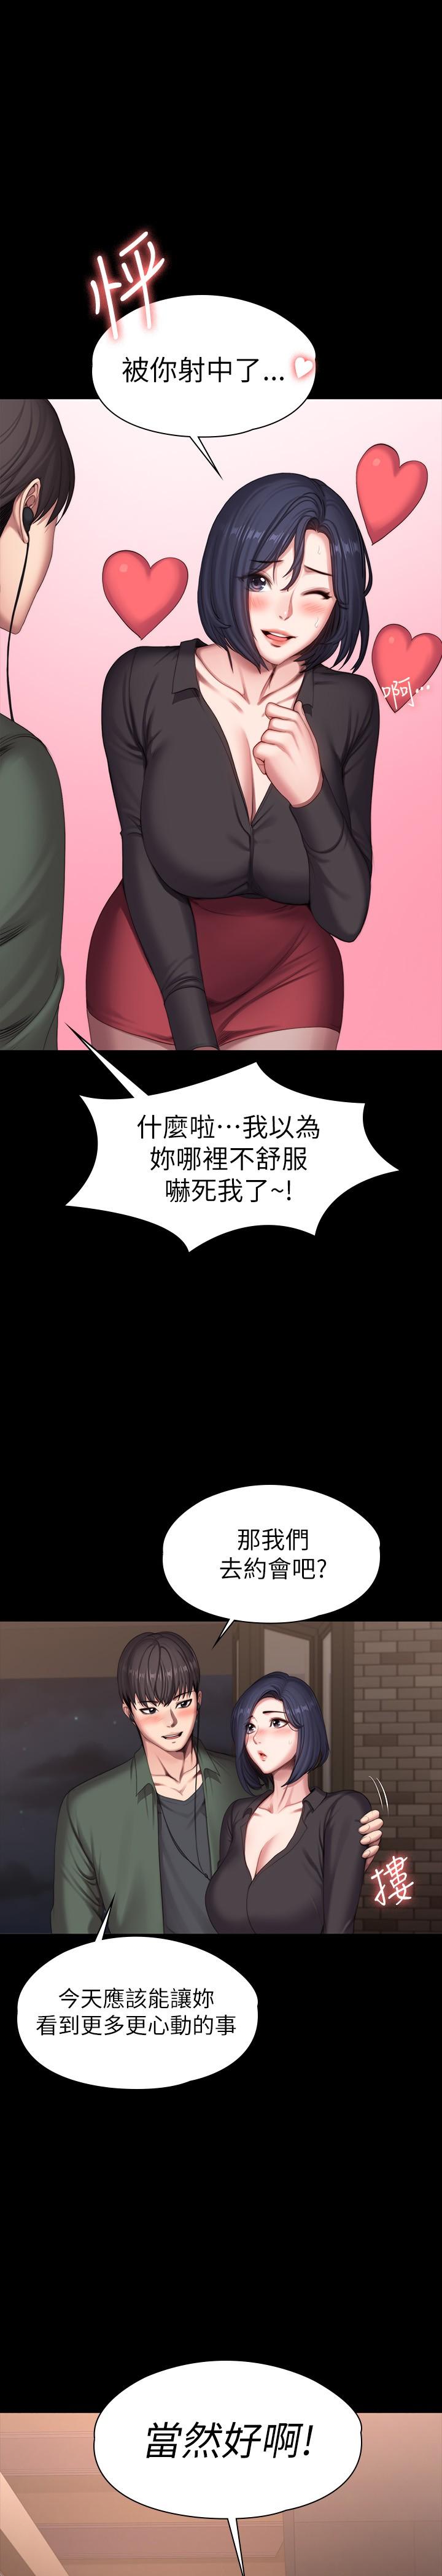 怦
被你射中了...♡
啊...
什麼啦…我以為
妳哪裡不舒服
嚇死我了~!
那我們
去約會吧?
摟
今天應該能讓妳
看到更多更心動的事
當然好啊!